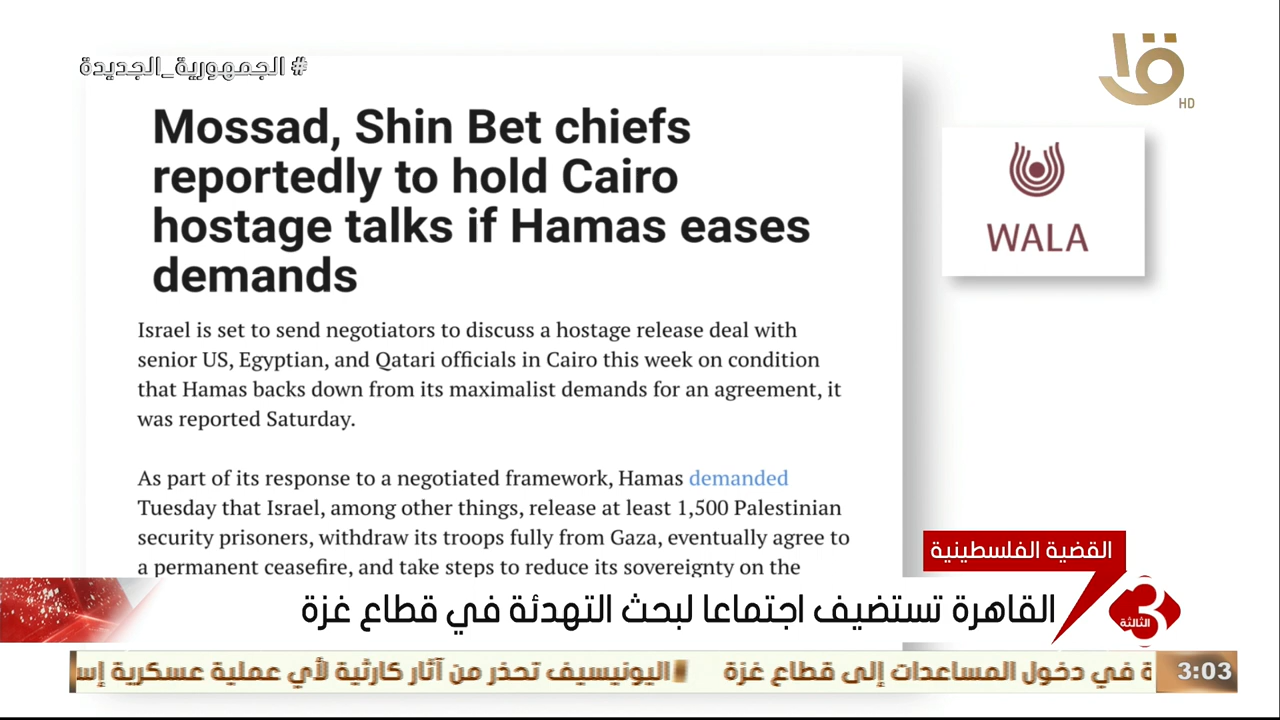 # الجمهورية_الجديدة
HD
Mossad, Shin Bet chiefs
reportedly to hold Cairo
hostage talks if Hamas eases
demands
WALA
Israel is set to send negotiators to discuss a hostage release deal with
senior US, Egyptian, and Qatari officials in Cairo this week on condition
that Hamas backs down from its maximalist demands for an agreement, it
was reported Saturday.
As part of its response to a negotiated framework, Hamas demanded
Tuesday that Israel, among other things, release at least 1,500 Palestinian
security prisoners, withdraw its troops fully from Gaza, eventually agree to
a permanent ceasefire, and take steps to reduce its sovereignty on the
القضية الفلسطينية
القاهرة تستضيف اجتماعا لبحث التهدئة في قطاع غزة
3 الثالثة
ة في دخول المساعدات إلى قطاع غزة اليونيسيف تحذر من آثار كارثية لأي عملية عسكرية إس
3:03